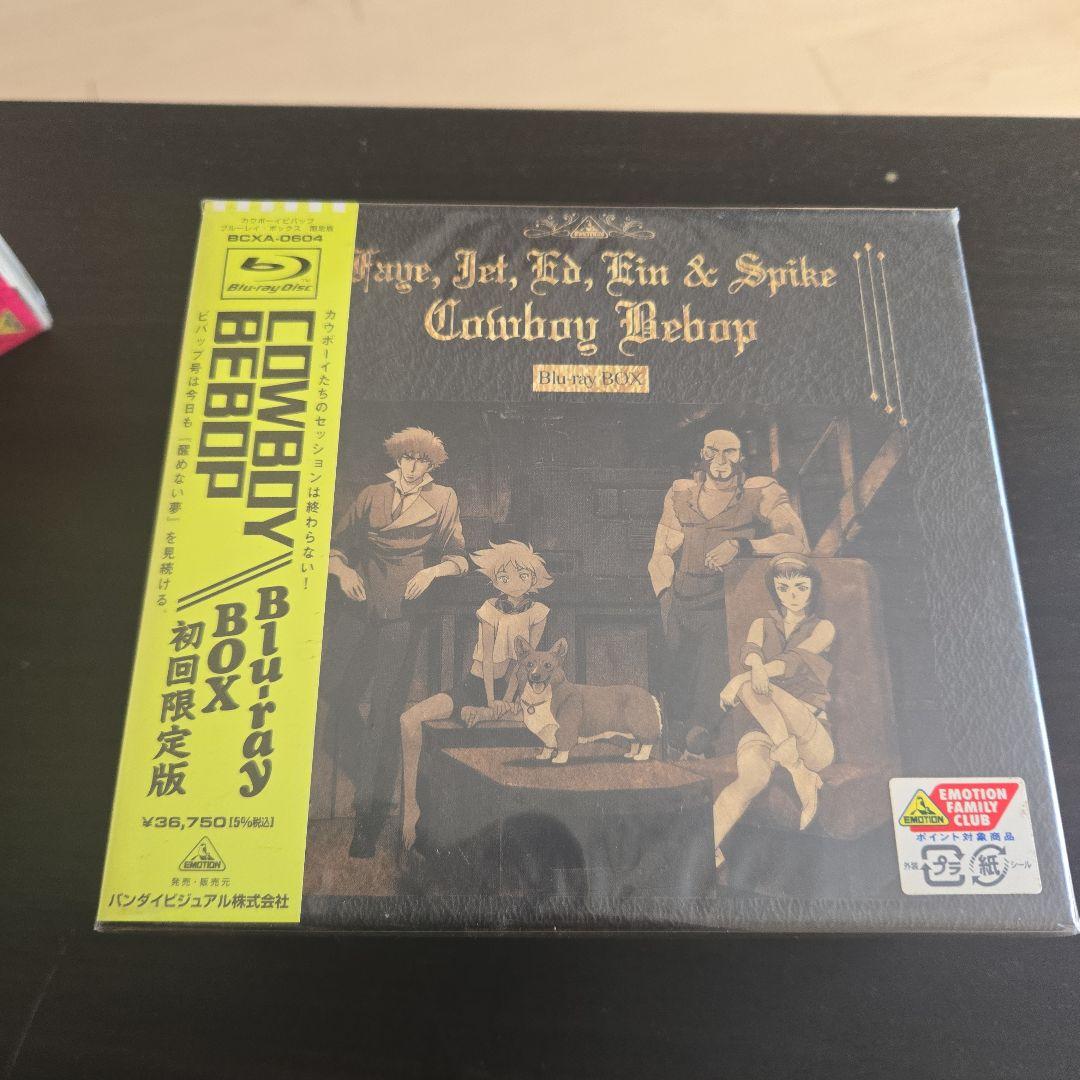 カウボーイビバップ
ブルーレイ・ボックス 限定版
BCXA-0604
Blu-ray Disc
COWBOY
BEBOP
Blu-ray
BOX
初回限定版
カウボーイたちのセッションは終わらない!
ビバップ号は今日も『醒めない夢』を見続ける。
¥36,750[5%税込]
EMOTION
発売・販売元
バンダイビジュアル株式会社
EMOTION
Faye, Jet, Ed, Ein & Spike
Cowboy Bebop
Blu-ray BOX
EMOTION
EMOTION
FAMILY
CLUB
ポイント対象商品
外装 プラ 紙 シール